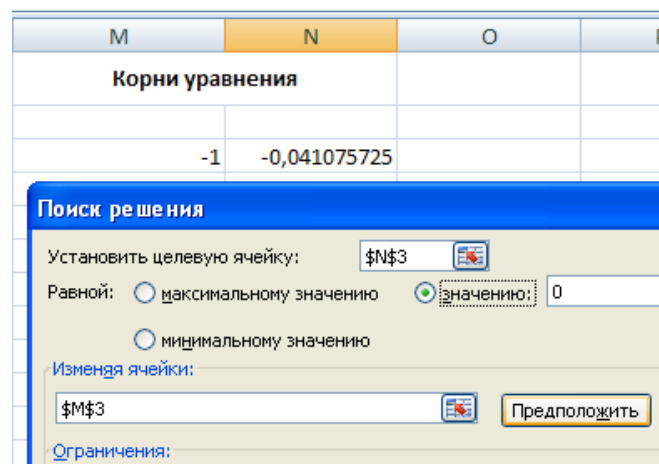 M N O
Корни уравнения
-1 -0,041075725
Поиск решения
Установить целевую ячейку: $N$3
Равной: максимальному значению значению: 0
минимальному значению
Изменяя ячейки:
$M$3 Предположить
Ограничения: